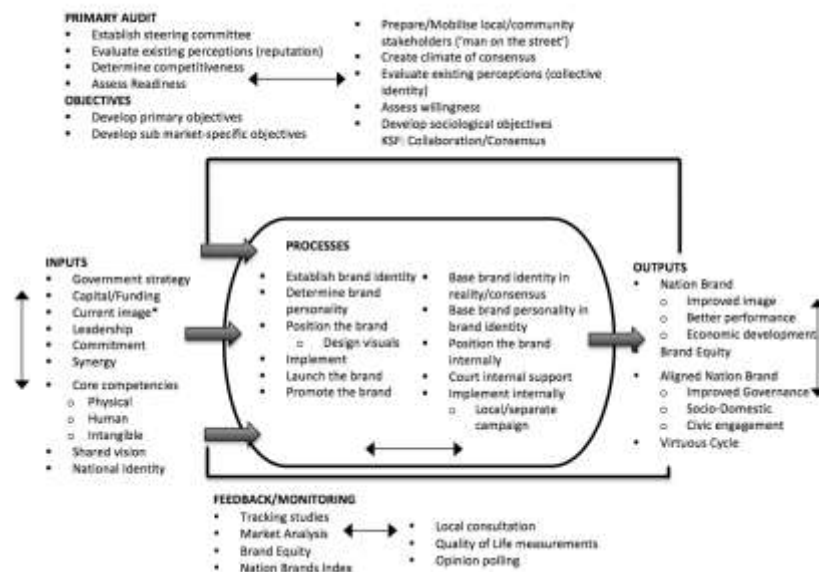 PRIMARY AUDIT
▪ Establish steering committee
▪ Evaluate existing perceptions (reputation)
▪ Determine competitiveness
▪ Assess Readiness
OBJECTIVES
▪ Develop primary objectives
▪ Develop sub market-specific objectives
▪ Prepare/Mobilise local/community
stakeholders ('man on the street')
▪ Create climate of consensus
▪ Evaluate existing perceptions (collective
identity)
▪ Assess willingness
▪ Develop sociological objectives
KSF: Collaboration/Consensus
INPUTS
▪ Government strategy
▪ Capital/Funding
▪ Current image*
▪ Leadership
▪ Commitment
▪ Synergy
▪ Core competencies
o Physical
o Human
o Intangible
▪ Shared vision
▪ National Identity
PROCESSES
▪ Establish brand identity
▪ Determine brand
personality
▪ Position the brand
o Design visuals
▪ Implement
▪ Launch the brand
▪ Promote the brand
▪ Base brand identity in
reality/consensus
▪ Base brand personality in
brand identity
▪ Position the brand
internally
▪ Court internal support
▪ Implement internally
o Local/separate
campaign
OUTPUTS
▪ Nation Brand
o Improved Image
o Better performance
o Economic development
▪ Brand Equity
▪ Aligned Nation Brand
o Improved Governance
o Socio-Domestic
o Civic engagement
▪ Virtuous Cycle
FEEDBACK/MONITORING
▪ Tracking studies
▪ Market Analysis
▪ Brand Equity
▪ Nation Brands Index
▪ Local consultation
▪ Quality of Life measurements
▪ Opinion polling